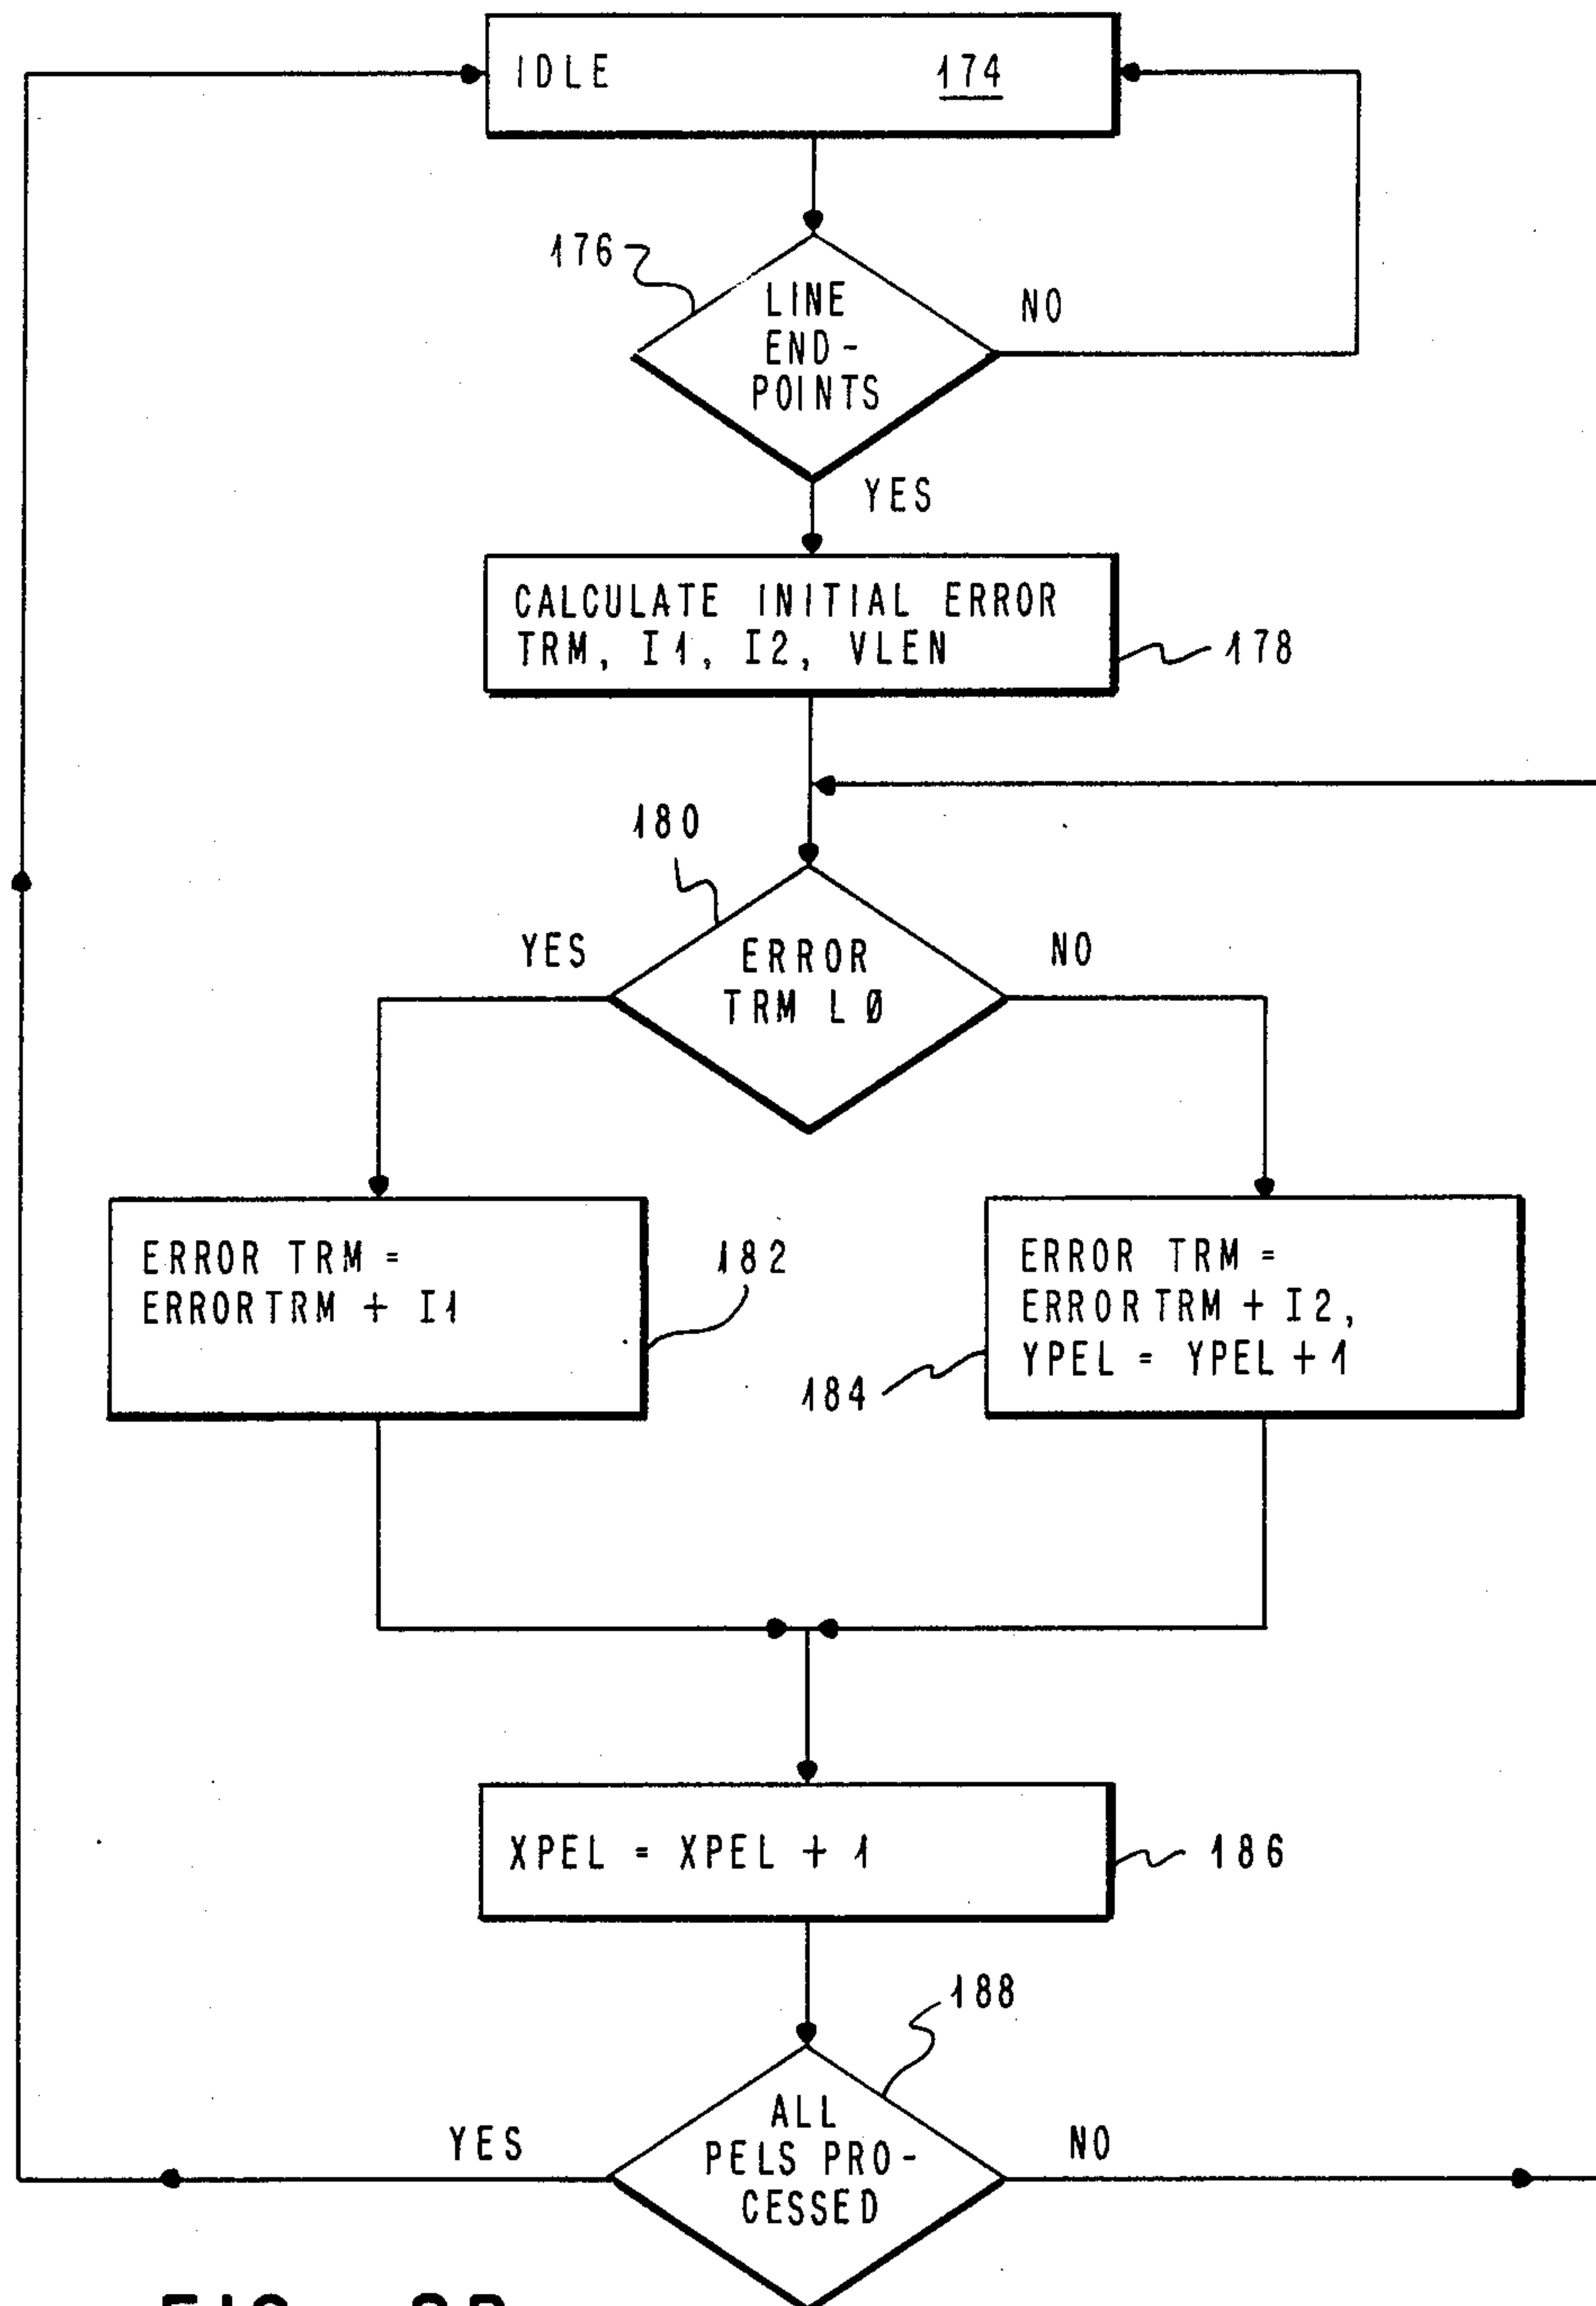 IDLE 174
176
LINE
END-
POINTS
NO
YES
CALCULATE INITIAL ERROR
TRM, I1, I2, VLEN
178
180
YES
ERROR
TRM L0
NO
ERROR TRM =
ERRORTRM + I1
182
ERROR TRM =
ERRORTRM + I2,
YPEL = YPEL + 1
184
XPEL = XPEL + 1
186
188
YES
ALL
PELS PRO-
CESSED
NO